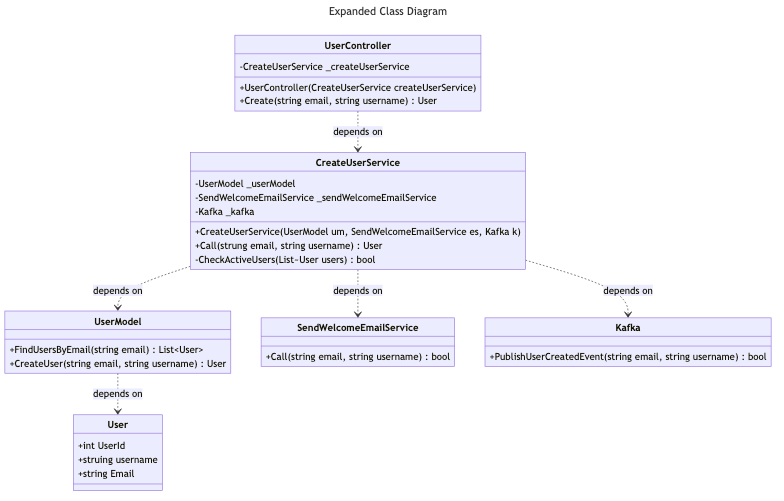 Expanded Class Diagram
UserController
-CreateUserService _createUserService
+UserController(CreateUserService createUserService)
+Create(string email, string username) : User
depends on
CreateUserService
-UserModel _userModel
-SendWelcomeEmailService _sendWelcomeEmailService
-Kafka _kafka
+CreateUserService(UserModel um, SendWelcomeEmailService es, Kafka k)
+Call(strung email, string username) : User
-CheckActiveUsers(List~User users) : bool
depends on
depends on
depends on
UserModel
+FindUsersByEmail(string email) : List<User>
+CreateUser(string email, string username) : User
SendWelcomeEmailService
+Call(string email, string username) : bool
Kafka
+PublishUserCreatedEvent(string email, string username) : bool
depends on
User
+int UserId
+struing username
+string Email